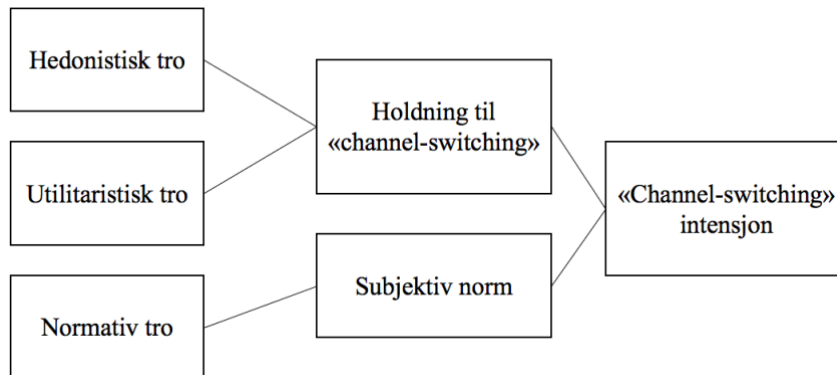 Hedonistisk tro
Utilitaristisk tro
Normativ tro
Holdning til
«channel-switching»
Subjektiv norm
«Channel-switching»
intensjon